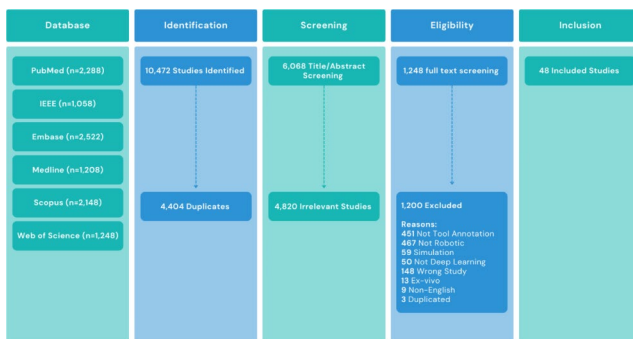 Database
PubMed (n=2,288)
IEEE (n=1,058)
Embase (n=2,522)
Medline (n=1,208)
Scopus (n=2,148)
Web of Science (n=1,248)
Identification
10,472 Studies Identified
4,404 Duplicates
Screening
6,068 Title/Abstract
Screening
4,820 Irrelevant Studies
Eligibility
1,248 full text screening
1,200 Excluded
Reasons:
451 Not Tool Annotation
467 Not Robotic
59 Simulation
50 Not Deep Learning
148 Wrong Study
13 Ex-vivo
9 Non-English
3 Duplicated
Inclusion
48 Included Studies